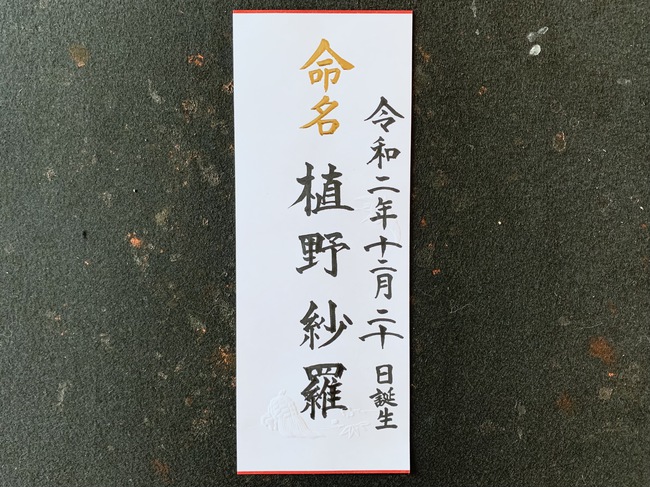 令和二年十二月二十日誕生
命名
植野紗羅